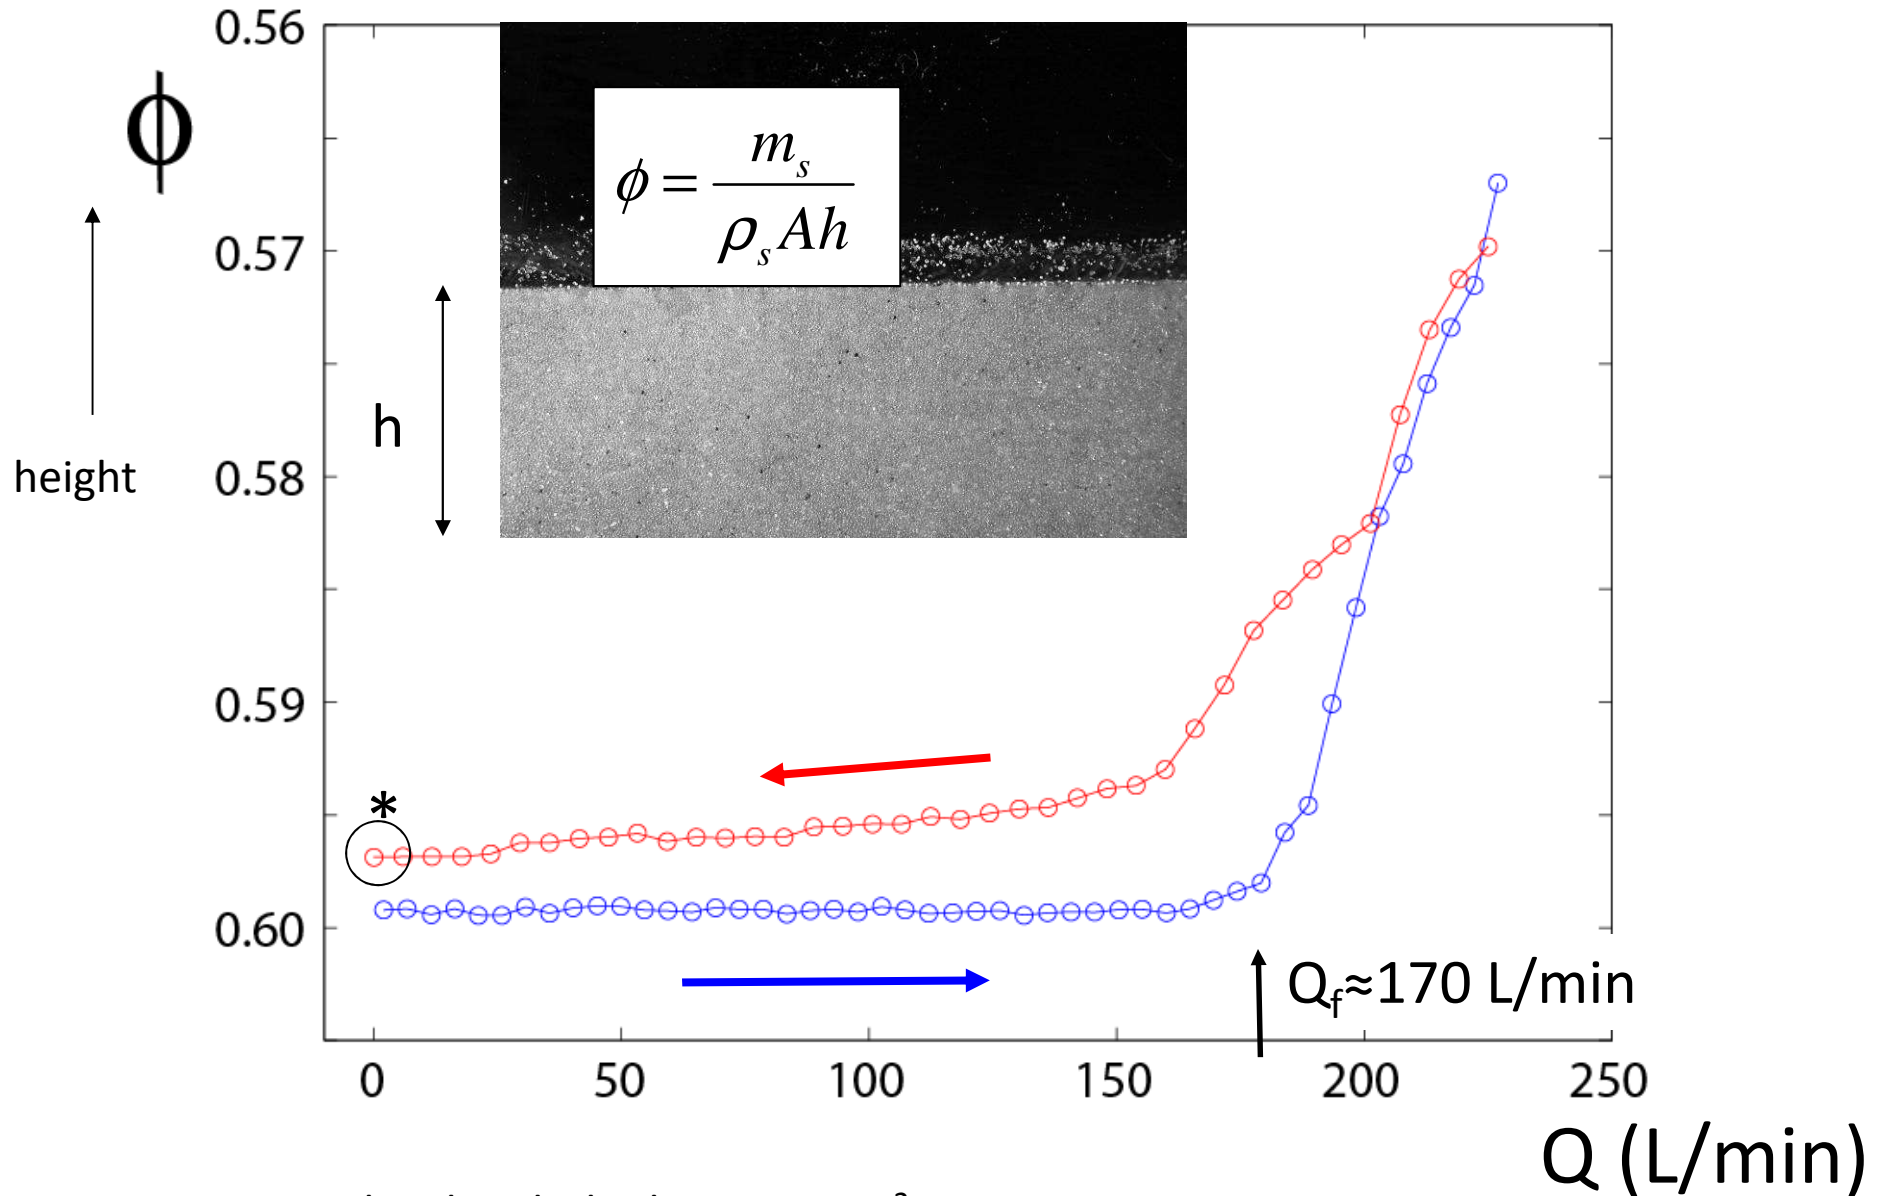 0.56
ϕ
ϕ = m_s / ρ_s Ah
0.57
h
height
0.58
0.59
*
0.60
Q_f≈170 L/min
0 50 100 150 200 250
Q (L/min)